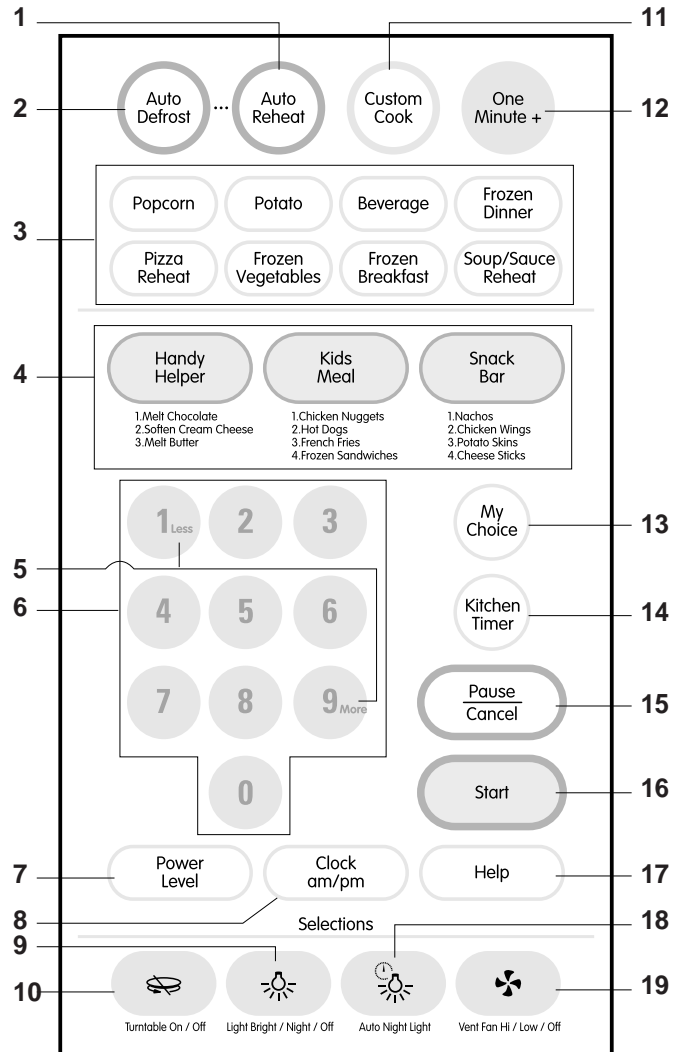 1
11
Auto
Defrost
...
Auto
Reheat
Custom
Cook
One
Minute +
2
12
Popcorn
Potato
Beverage
Frozen
Dinner
3
Pizza
Reheat
Frozen
Vegetables
Frozen
Breakfast
Soup/Sauce
Reheat
4
Handy
Helper
Kids
Meal
Snack
Bar
1.Melt Chocolate
2.Soften Cream Cheese
3.Melt Butter
1.Chicken Nuggets
2.Hot Dogs
3.French Fries
4.Frozen Sandwiches
1.Nachos
2.Chicken Wings
3.Potato Skins
4.Cheese Sticks
1 Less
2
3
My
Choice
13
5
6
4
5
6
Kitchen
Timer
14
7
8
9 More
Pause
Cancel
15
0
Start
16
7
Power
Level
Clock
am/pm
Help
17
8
Selections
18
9
10
19
Turntable On / Off
Light Bright / Night / Off
Auto Night Light
Vent Fan Hi / Low / Off